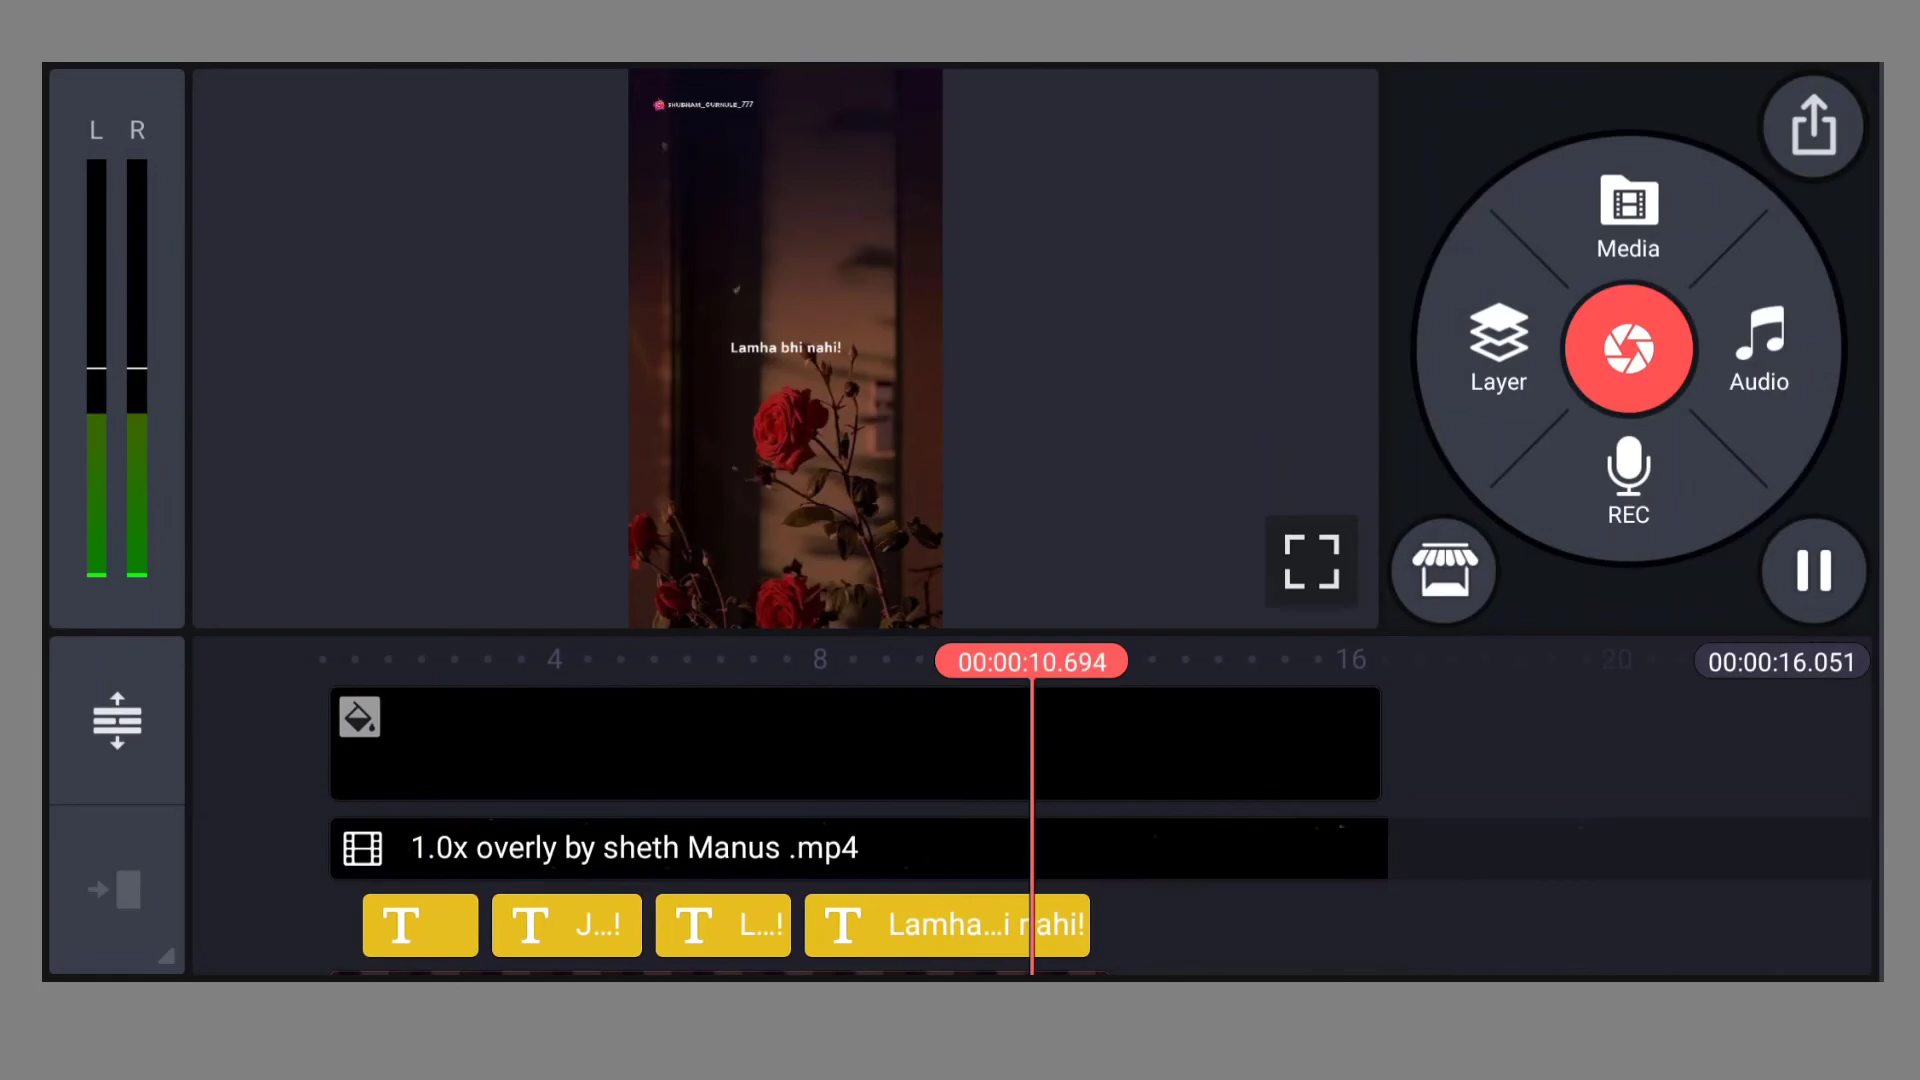 L R
SHUBHAM_GURNULE_777
Lamha bhi nahi!
Media
Layer
Audio
REC
4 8 00:00:10.694 16 20 00:00:16.051
1.0x overly by sheth Manus .mp4
T T J...! T L...! T Lamha...i nahi!